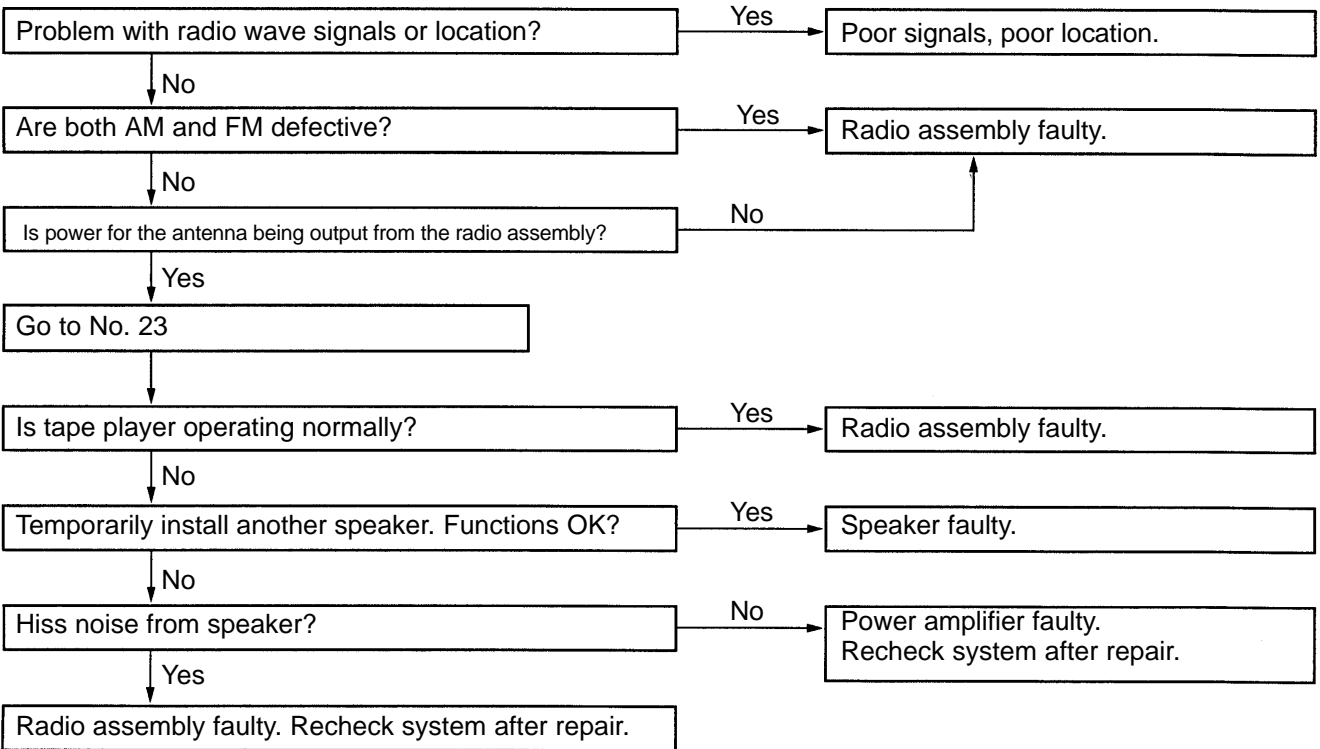 Problem with radio wave signals or location?
Yes
Poor signals, poor location.
No
Are both AM and FM defective?
Yes
Radio assembly faulty.
No
Is power for the antenna being output from the radio assembly?
No
Yes
Go to No. 23
Is tape player operating normally?
Yes
Radio assembly faulty.
No
Temporarily install another speaker. Functions OK?
Yes
Speaker faulty.
No
Hiss noise from speaker?
No
Power amplifier faulty.
Recheck system after repair.
Yes
Radio assembly faulty. Recheck system after repair.